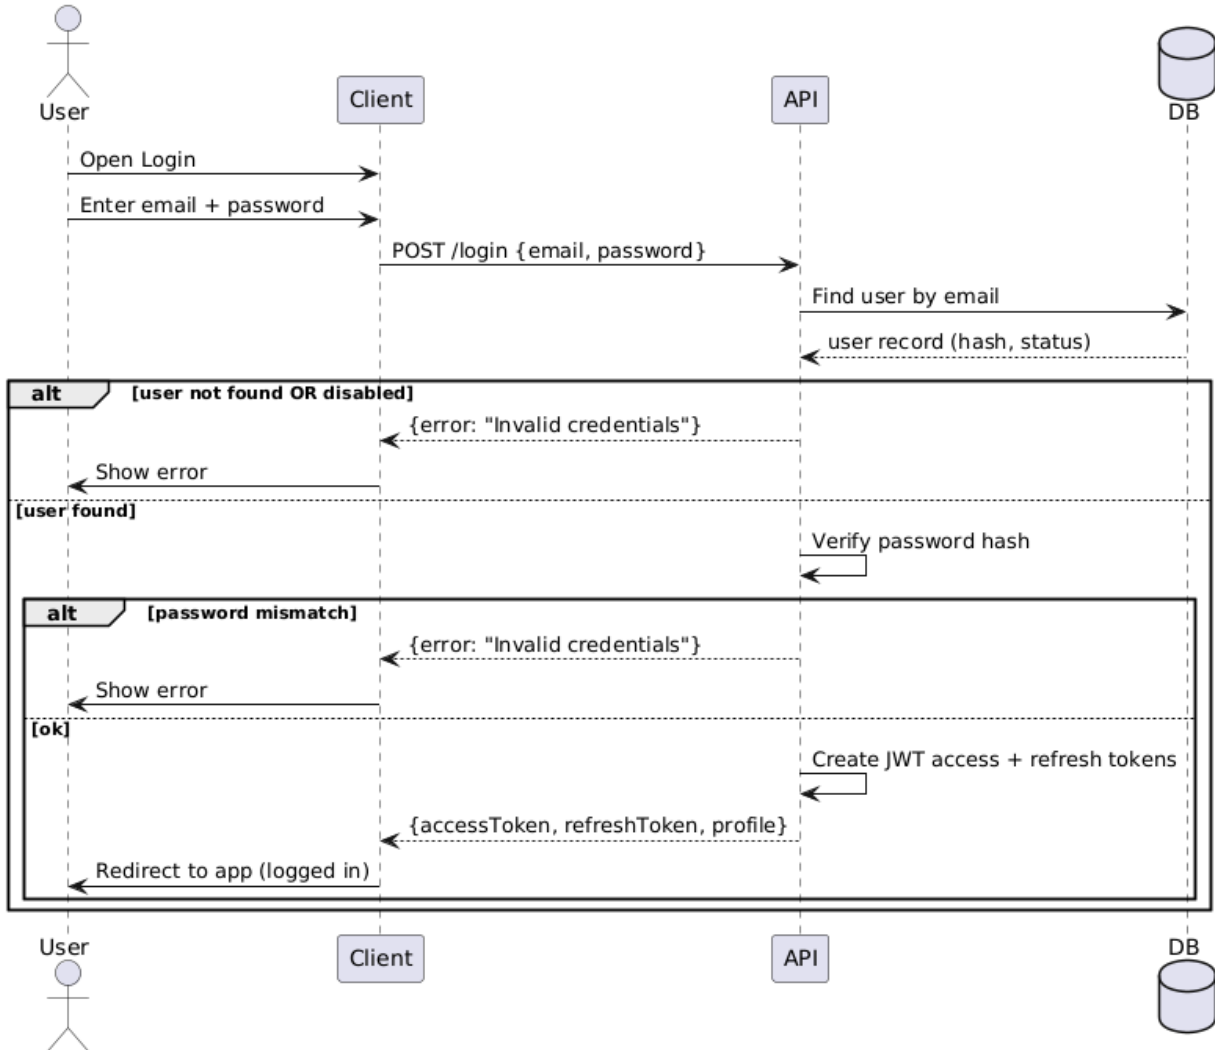 User
Client
API
DB
Open Login
Enter email + password
POST /login {email, password}
Find user by email
user record (hash, status)
alt [user not found OR disabled]
{error: "Invalid credentials"}
Show error
[user found]
Verify password hash
alt [password mismatch]
{error: "Invalid credentials"}
Show error
[ok]
Create JWT access + refresh tokens
{accessToken, refreshToken, profile}
Redirect to app (logged in)
User
Client
API
DB